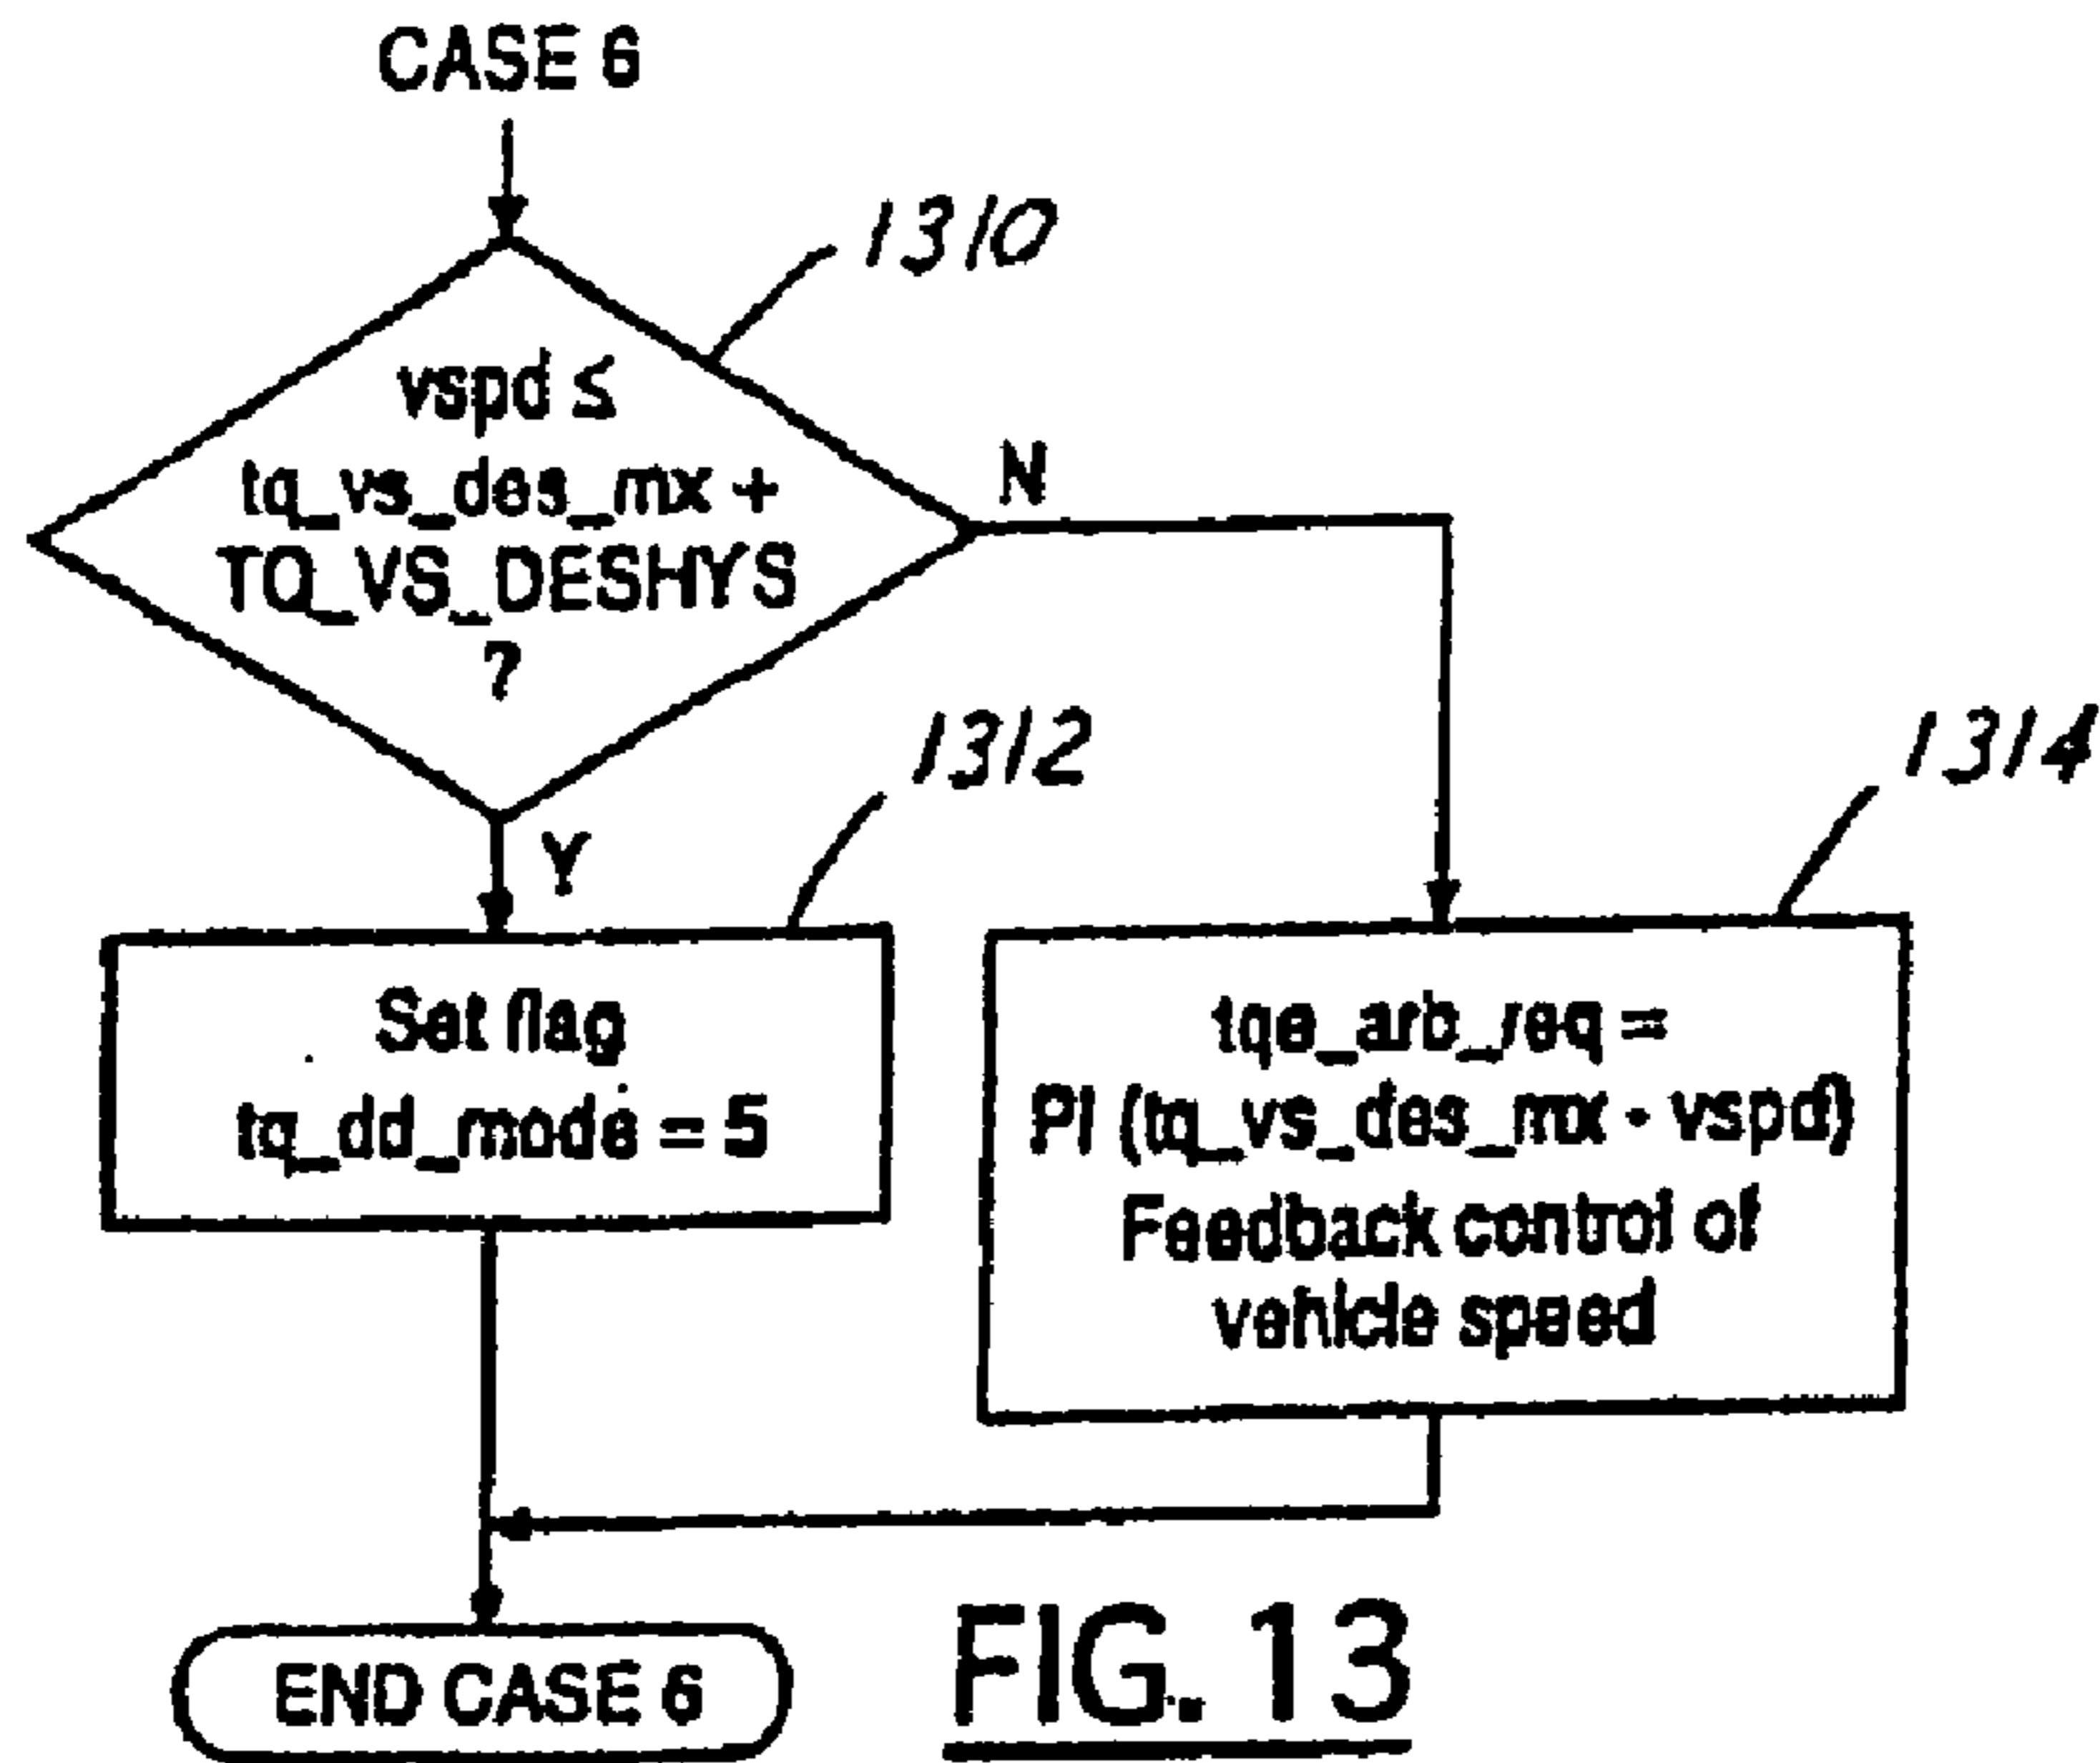 CASE 6
1310
vspd ≤
tq_vs_des_mx +
TQ_VS_DESHYS
?
N
Y
1312
1314
Set flag
tq_dd_mode = 5
tqe_arb_req =
PI (tq_vs_des_mx - vspd)
Feedback control of
vehicle speed
END CASE 6
FIG. 13